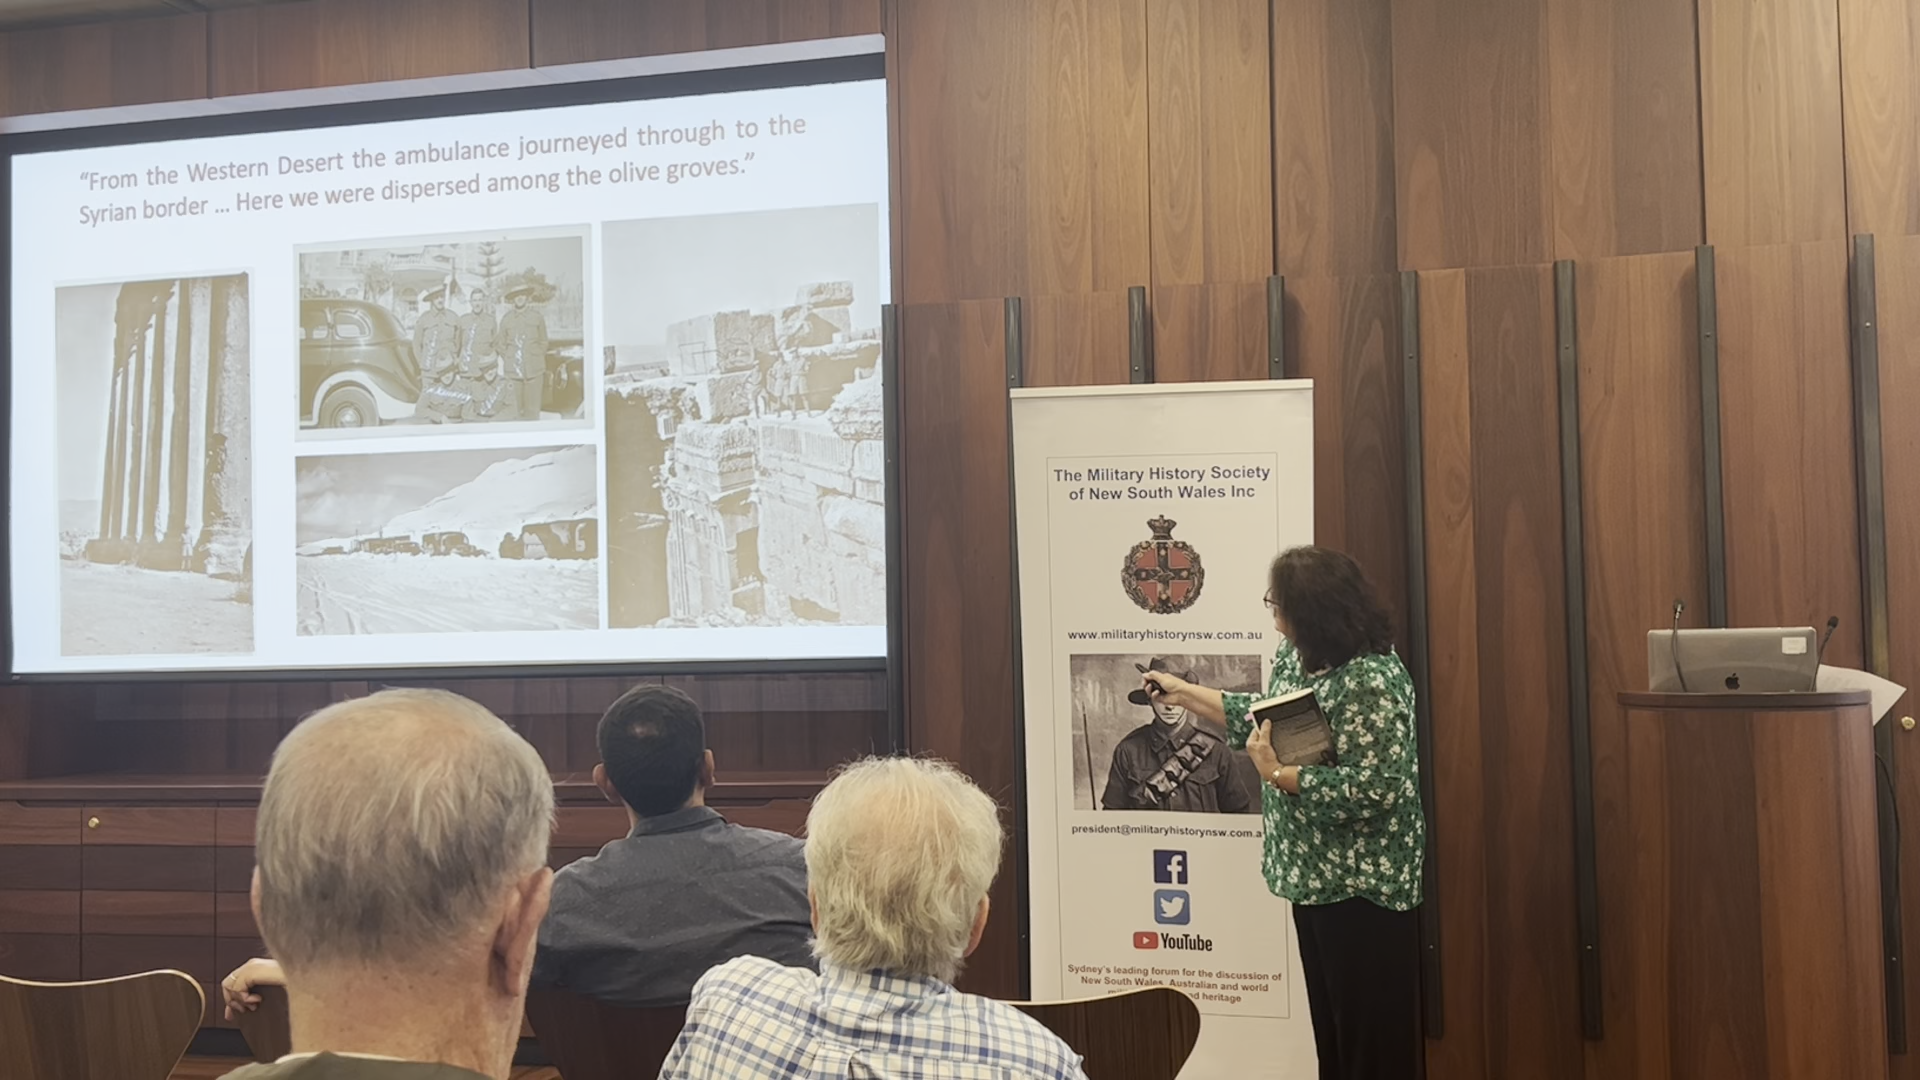 “From the Western Desert the ambulance journeyed through to the
Syrian border ... Here we were dispersed among the olive groves.”
The Military History Society
of New South Wales Inc
www.militaryhistorynsw.com.au
president@militaryhistorynsw.com.a
YouTube
Sydney's leading forum for the discussion of
New South Wales, Australian and world
heritage